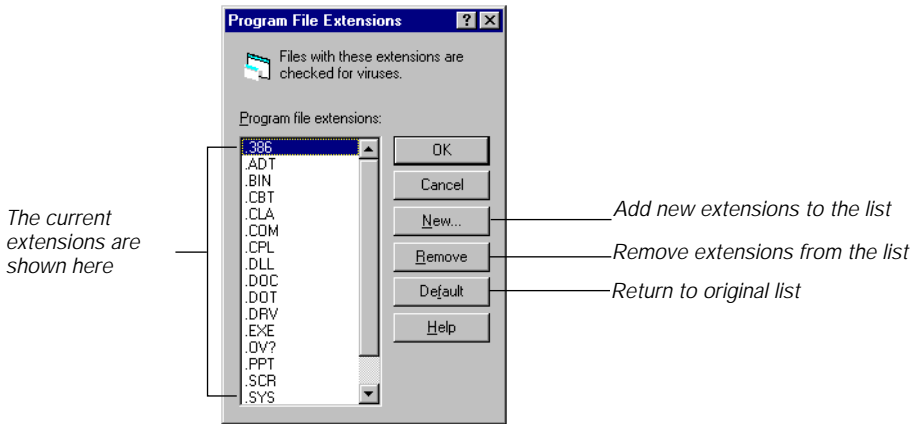 Program File Extensions
Files with these extensions are
checked for viruses.
Program file extensions:
.386
.ADT
.BIN
.CBT
.CLA
.COM
.CPL
.DLL
.DOC
.DOT
.DRV
.EXE
.OV?
.PPT
.SCR
.SYS
OK
Cancel
New...
Remove
Default
Help
The current
extensions are
shown here
Add new extensions to the list
Remove extensions from the list
Return to original list